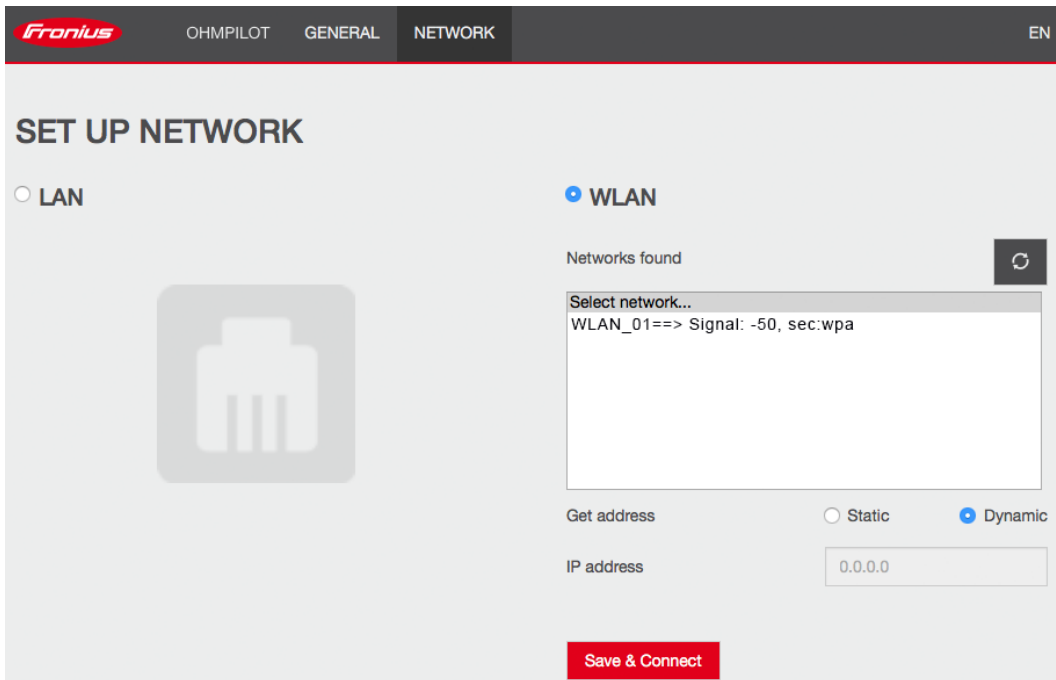 Fronius OHMPILOT GENERAL NETWORK EN
SET UP NETWORK
LAN
WLAN
Networks found
Select network...
WLAN_01==> Signal: -50, sec:wpa
Get address Static Dynamic
IP address 0.0.0.0
Save & Connect